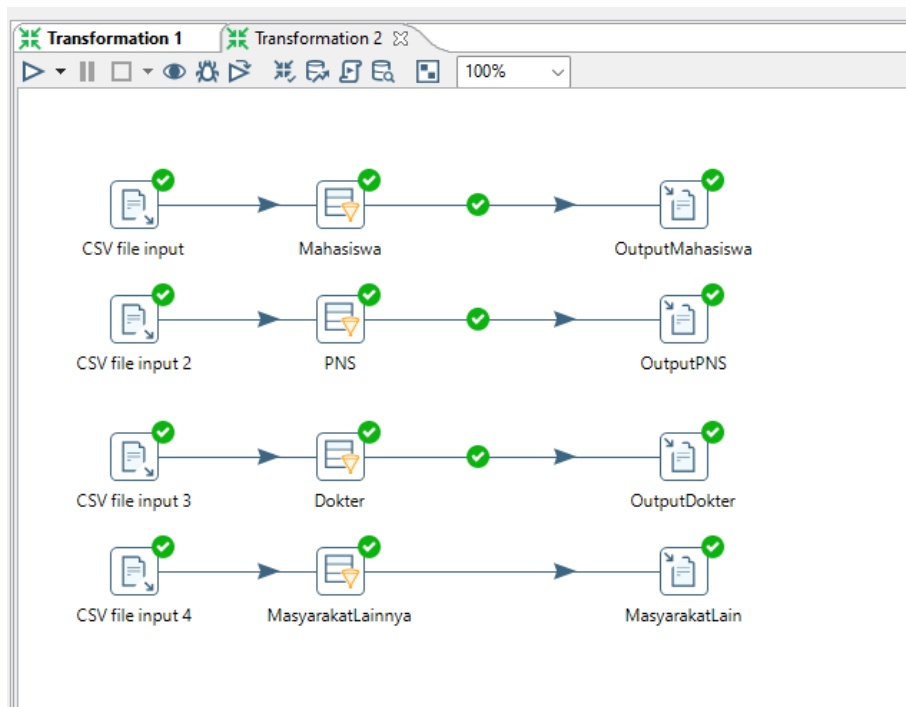 Transformation 1
Transformation 2
100%
CSV file input
Mahasiswa
OutputMahasiswa
CSV file input 2
PNS
OutputPNS
CSV file input 3
Dokter
OutputDokter
CSV file input 4
MasyarakatLainnya
MasyarakatLain